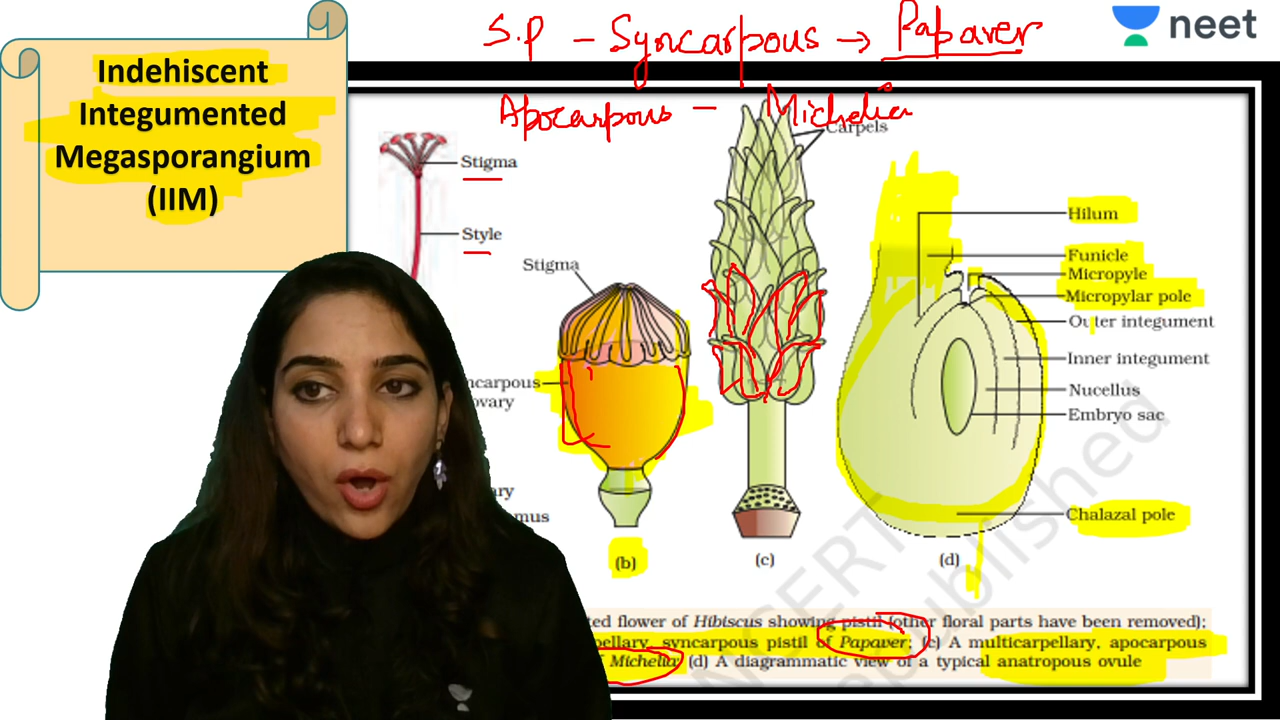 S.P - Syncarpous → Papaver
neet
Apocarpous - Michelia
Indehiscent
Integumented
Megasporangium
(IIM)
Stigma
Style
Stigma
ncarpous
ovary
ary
mus
(b)
Carpels
(c)
Hilum
Funicle
Micropyle
Micropylar pole
Outer integument
Inner integument
Nucellus
Embryo sac
Chalazal pole
(d)
ted flower of Hibiscus showing pistil (other floral parts have been removed);
pellary, syncarpous pistil of Papaver; (c) A multicarpellary, apocarpous
f Michelia (d) A diagrammatic view of a typical anatropous ovule
NCERT
republished